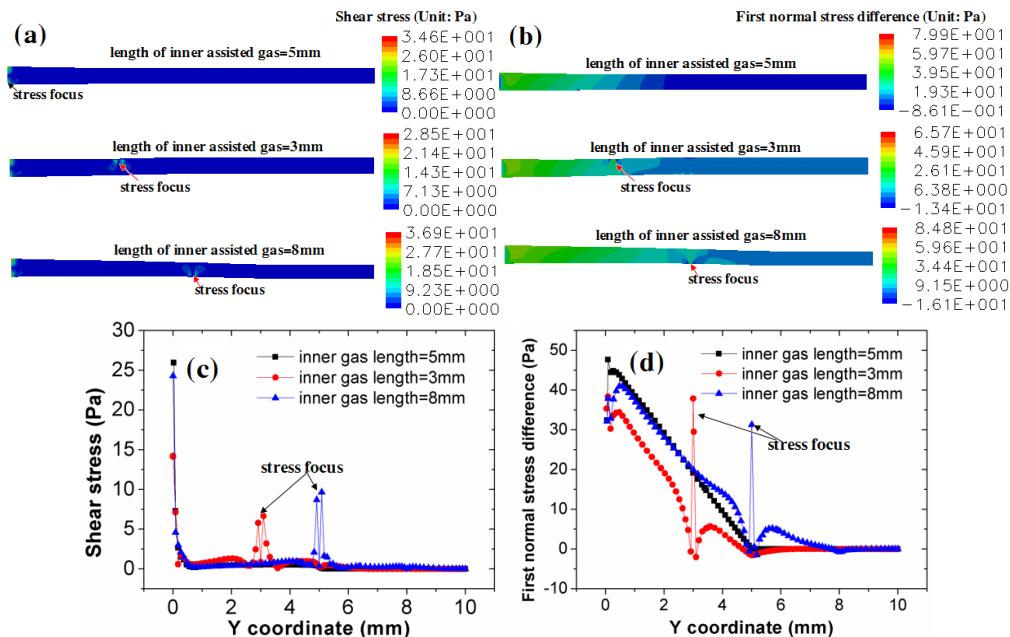 Shear stress (Unit: Pa)
(a)
length of inner assisted gas=5mm
stress focus
3.46E+001
2.60E+001
1.73E+001
8.66E+000
0.00E+000
length of inner assisted gas=3mm
stress focus
2.85E+001
2.14E+001
1.43E+001
7.13E+000
0.00E+000
length of inner assisted gas=8mm
stress focus
3.69E+001
2.77E+001
1.85E+001
9.23E+000
0.00E+000
First normal stress difference (Unit: Pa)
(b)
length of inner assisted gas=5mm
7.99E+001
5.97E+001
3.95E+001
1.93E+001
-8.61E-001
length of inner assisted gas=3mm
stress focus
6.57E+001
4.59E+001
2.61E+001
6.38E+000
-1.34E+001
length of inner assisted gas=8mm
stress focus
8.48E+001
5.96E+001
3.44E+001
9.15E+000
-1.61E+001
(c)
inner gas length=5mm
inner gas length=3mm
inner gas length=8mm
stress focus
Shear stress (Pa)
30
25
20
15
10
5
0
0 2 4 6 8 10
Y coordinate (mm)
(d)
inner gas length=5mm
inner gas length=3mm
inner gas length=8mm
stress focus
First normal stress difference (Pa)
50
40
30
20
10
0
-10
0 2 4 6 8 10
Y coordinate (mm)